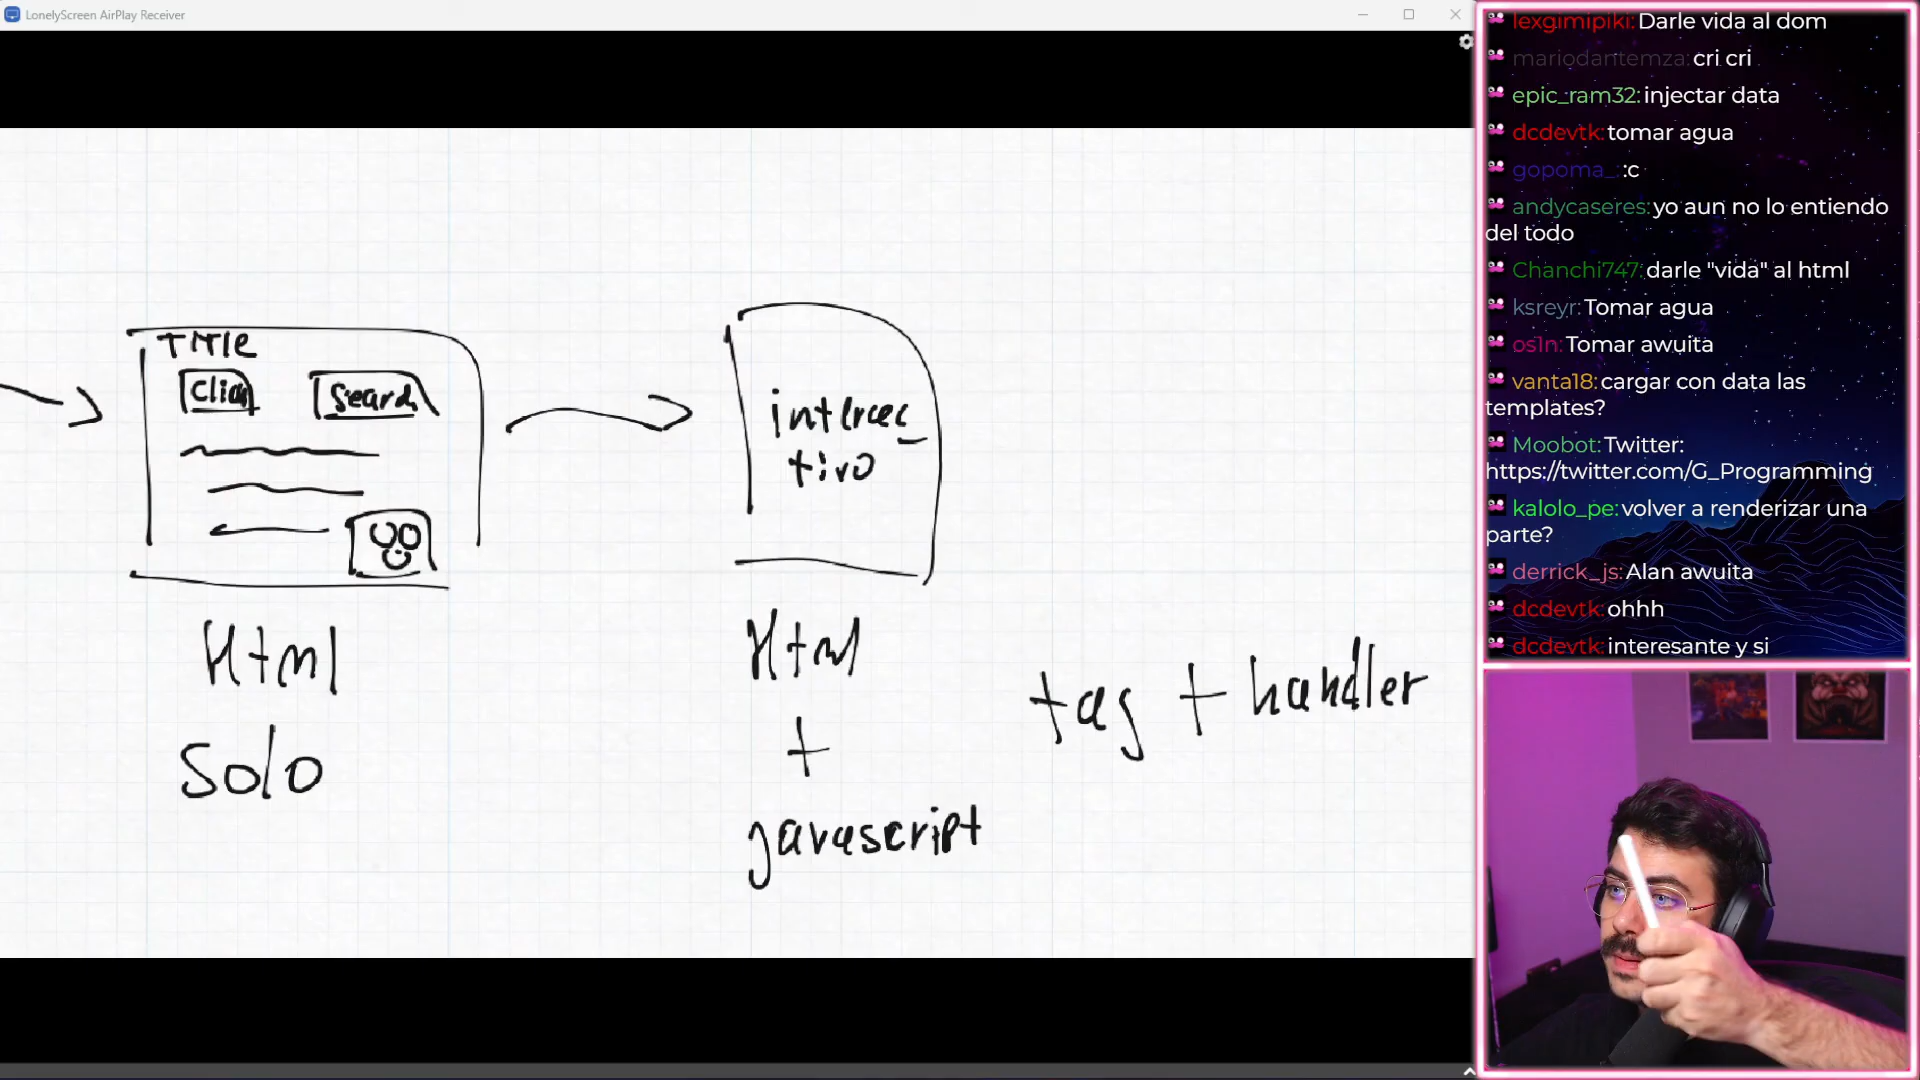 LonelyScreen AirPlay Receiver
TITLE
Click
Search
Html
Solo
interac_
tivo
Html
+
javascript
tag + handler
lexgimipiki: Darle vida al dom
mariodantemza: cri cri
epic_ram32: injectar data
dcdevtk: tomar agua
gopoma_: :c
andycaseres: yo aun no lo entiendo
del todo
Chanchi747: darle "vida" al html
ksreyr: Tomar agua
os1n: Tomar awuita
vanta18: cargar con data las
templates?
Moobot: Twitter:
https://twitter.com/G_Programming
kalolo_pe: volver a renderizar una
parte?
derrick_js: Alan awuita
dcdevtk: ohhh
dcdevtk: interesante y si